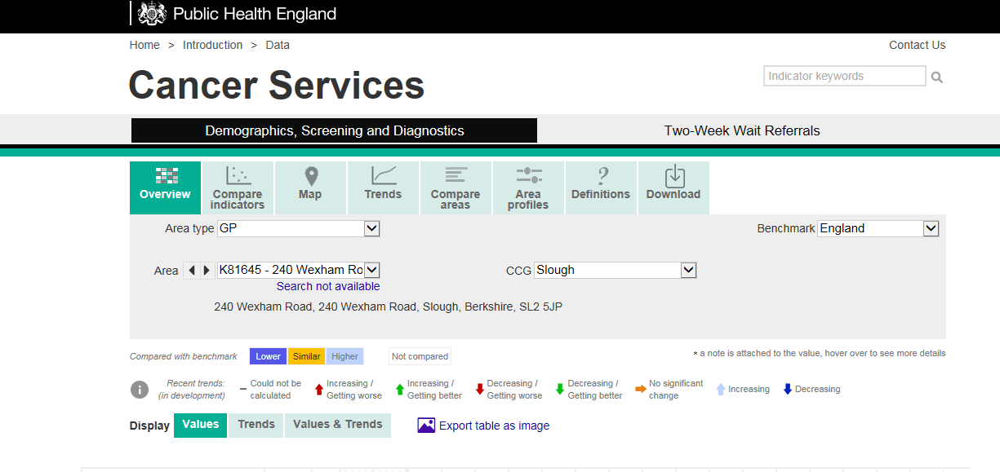 Public Health England
Home > Introduction > Data
Contact Us
Cancer Services
Indicator keywords
Demographics, Screening and Diagnostics
Two-Week Wait Referrals
Overview
Compare
indicators
Map
Trends
Compare
areas
Area
profiles
Definitions
Download
Area type GP
Benchmark England
Area K81645 - 240 Wexham Ro
CCG Slough
Search not available
240 Wexham Road, 240 Wexham Road, Slough, Berkshire, SL2 5JP
Compared with benchmark Lower Similar Higher Not compared
* a note is attached to the value, hover over to see more details
Recent trends:
(in development)
Could not be
calculated
Increasing /
Getting worse
Increasing /
Getting better
Decreasing /
Getting worse
Decreasing /
Getting better
No significant
change
Increasing
Decreasing
Display Values Trends Values & Trends
Export table as image